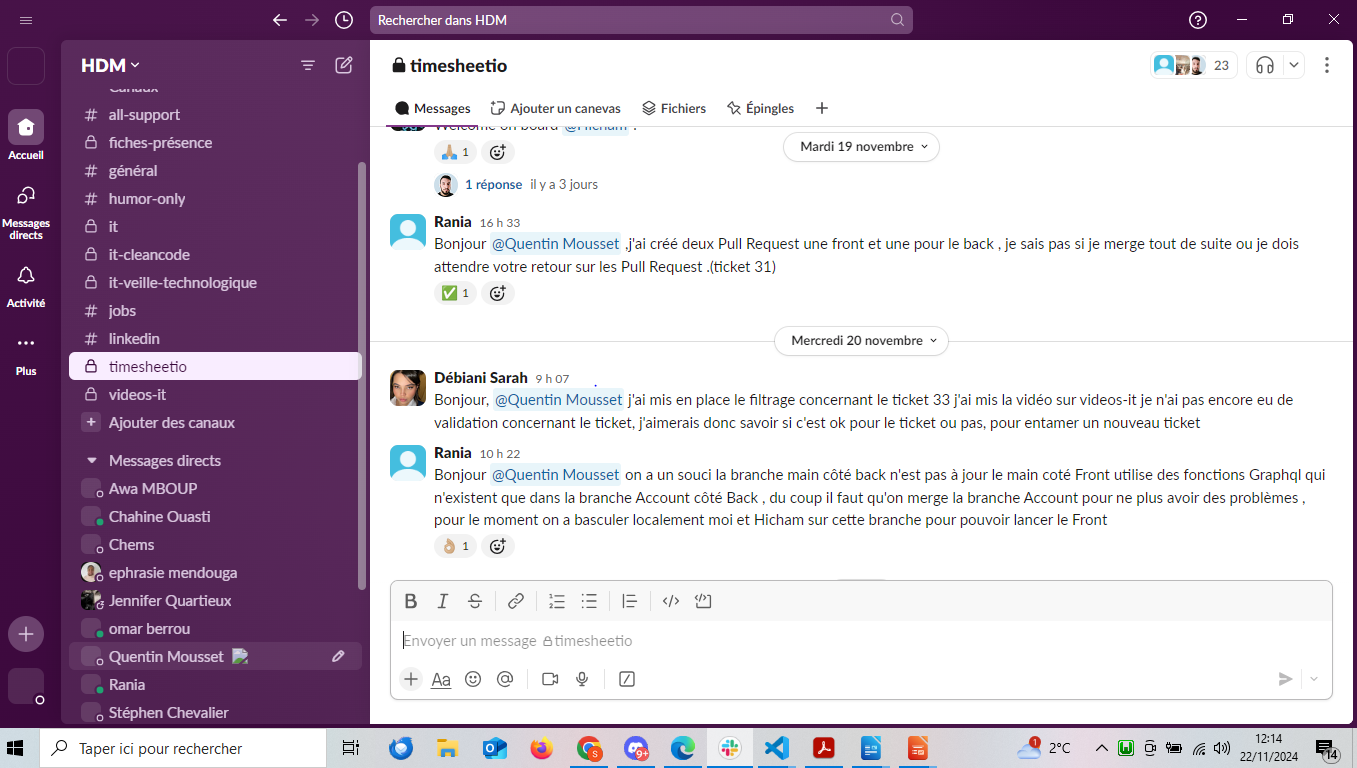 Rechercher dans HDM
HDM
Canaux
all-support
fiches-présence
général
humor-only
it
it-cleancode
it-veille-technologique
jobs
linkedin
timesheetio
videos-it
Ajouter des canaux
Messages directs
Awa MBOUP
Chahine Ouasti
Chems
ephrasie mendouga
Jennifer Quartieux
omar berrou
Quentin Mousset
Rania
Stéphen Chevalier
Accueil
Messages
directs
Activité
Plus
timesheetio
23
Messages
Ajouter un canevas
Fichiers
Épingles
Welcome on board @Hicham !
Mardi 19 novembre
1
1 réponse il y a 3 jours
Rania 16 h 33
Bonjour @Quentin Mousset ,j'ai créé deux Pull Request une front et une pour le back , je sais pas si je merge tout de suite ou je dois
attendre votre retour sur les Pull Request .(ticket 31)
1
Mercredi 20 novembre
Débiani Sarah 9 h 07
Bonjour, @Quentin Mousset j'ai mis en place le filtrage concernant le ticket 33 j'ai mis la vidéo sur videos-it je n'ai pas encore eu de
validation concernant le ticket, j'aimerais donc savoir si c'est ok pour le ticket ou pas, pour entamer un nouveau ticket
Rania 10 h 22
Bonjour @Quentin Mousset on a un souci la branche main côté back n'est pas à jour le main coté Front utilise des fonctions Graphql qui
n'existent que dans la branche Account côté Back , du coup il faut qu'on merge la branche Account pour ne plus avoir des problèmes ,
pour le moment on a basculer localement moi et Hicham sur cette branche pour pouvoir lancer le Front
1
Envoyer un message timesheetio
Aa
Taper ici pour rechercher
9+
1
2°C
12:14
22/11/2024
14